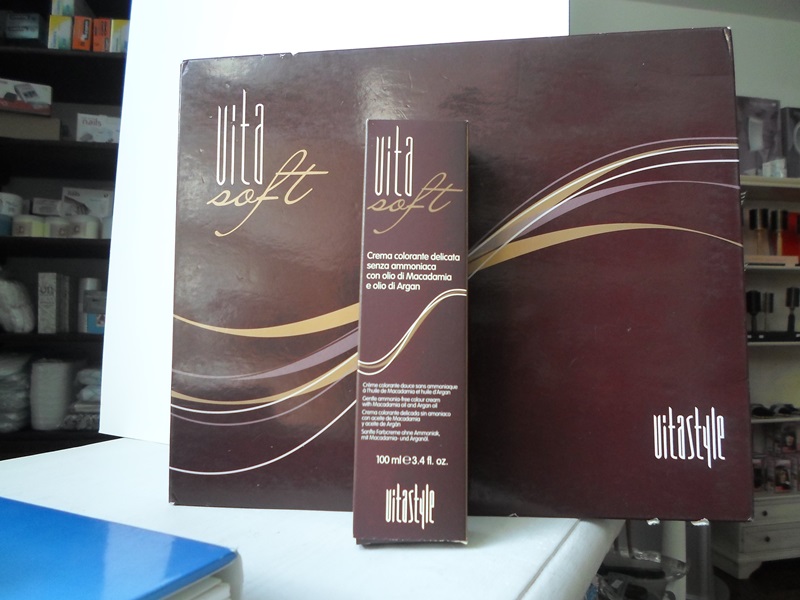 vita
soft
vitastyle
vita
soft
Crema colorante delicata
senza ammoniaca
con olio di Macadamia
e olio di Argan
Crème colorante douce sans ammoniaque
à l'huile de Macadamia et huile d'Argan
Gentle ammonia-free colour cream
with Macadamia oil and Argan oil
Crema colorante delicada sin amoniaco
con aceite de Macadamia
y aceite de Argán
Sanfte Farbcreme ohne Ammoniak,
mit Macadamia- und Arganöl.
100 ml e 3.4 fl. oz.
vitastyle